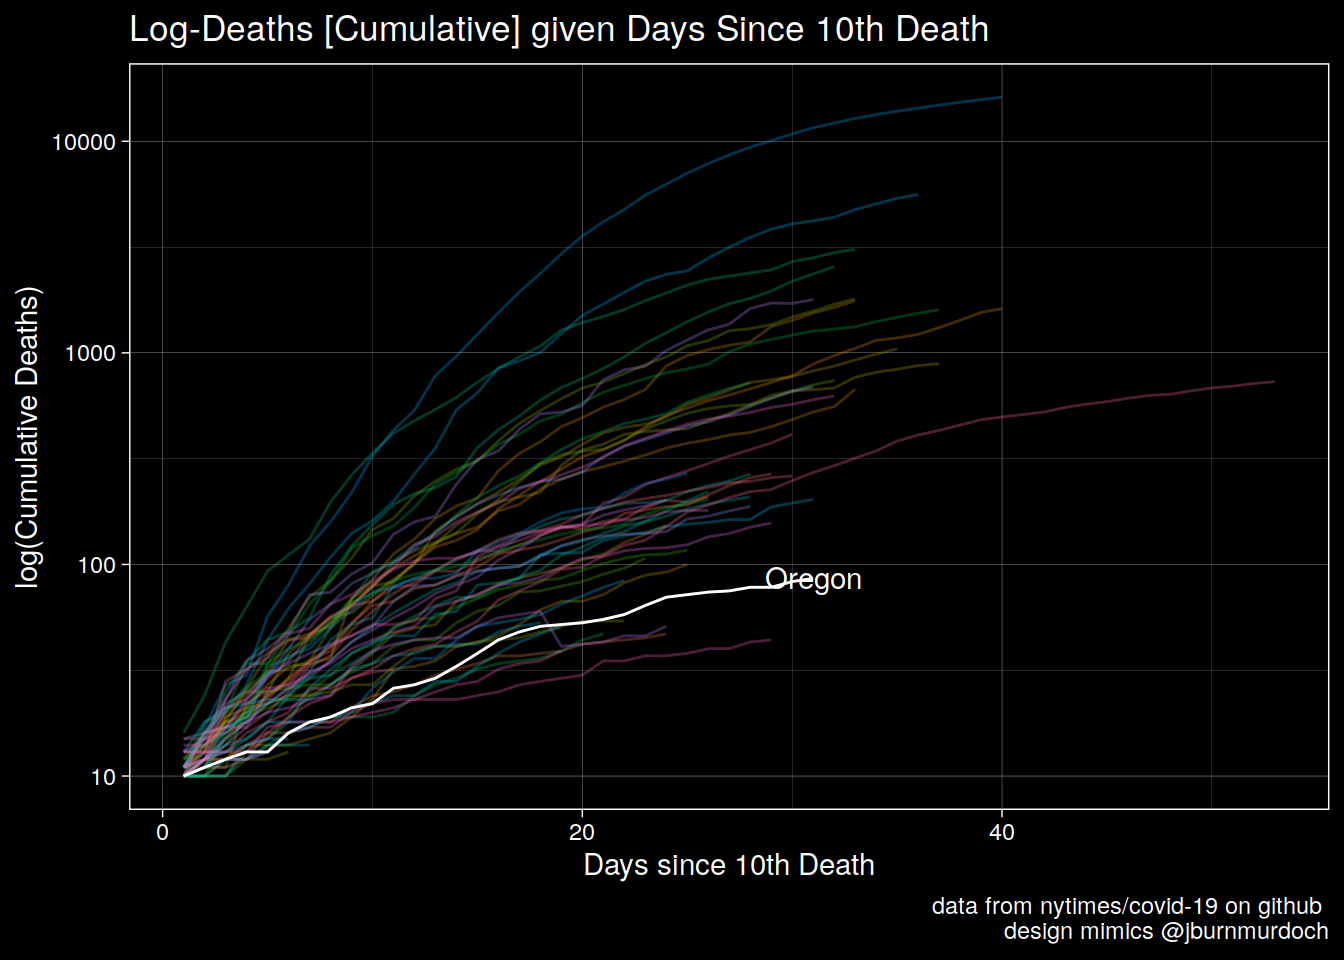 Log-Deaths [Cumulative] given Days Since 10th Death
log(Cumulative Deaths)
10000
1000
100
10
Oregon
0 20 40
Days since 10th Death
data from nytimes/covid-19 on github
design mimics @jburnmurdoch